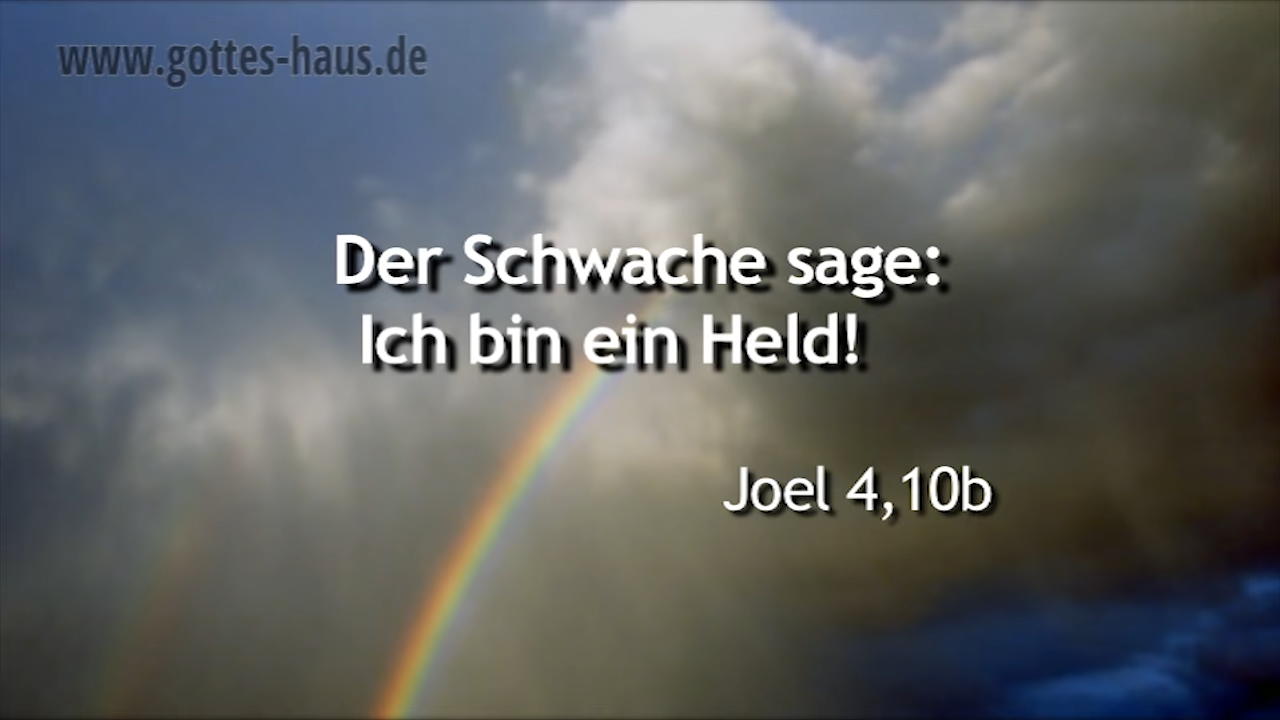 www.gottes-haus.de
Der Schwache sage:
Ich bin ein Held!
Joel 4,10b